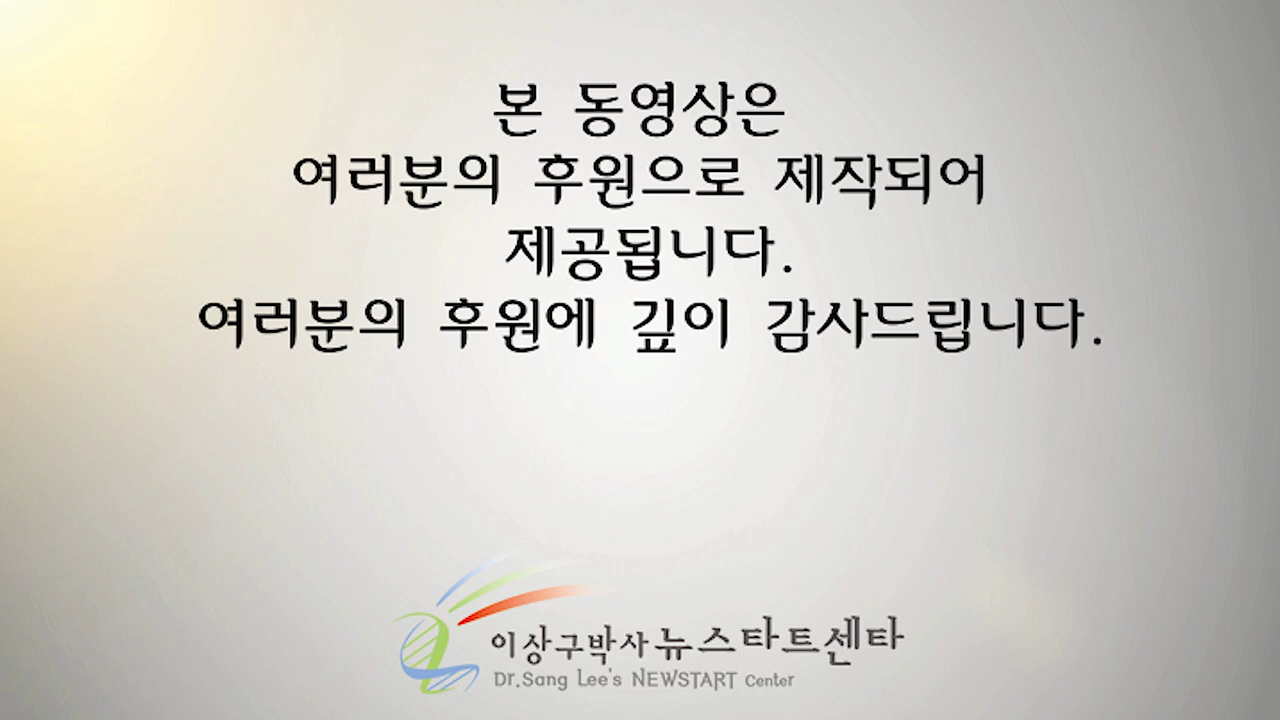 본 동영상은
여러분의 후원으로 제작되어
제공됩니다.
여러분의 후원에 깊이 감사드립니다.
이상구박사 뉴스타트센타
Dr.Sang Lee's NEWSTART Center